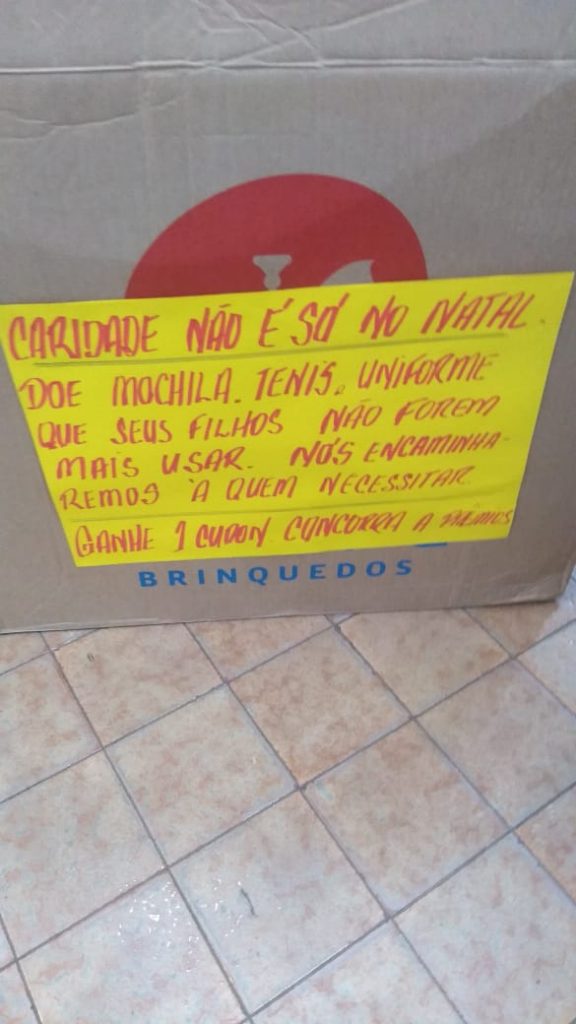 CARIDADE NÃO É SÓ NO NATAL.
DOE MOCHILA. TENIS. UNIFORME
QUE SEUS FILHOS NÃO FOREM
MAIS USAR. NÓS ENCAMINHA-
REMOS À QUEM NECESSITAR
GANHE 1 CUPON CONCORRA A PRÊMIOS
BRINQUEDOS